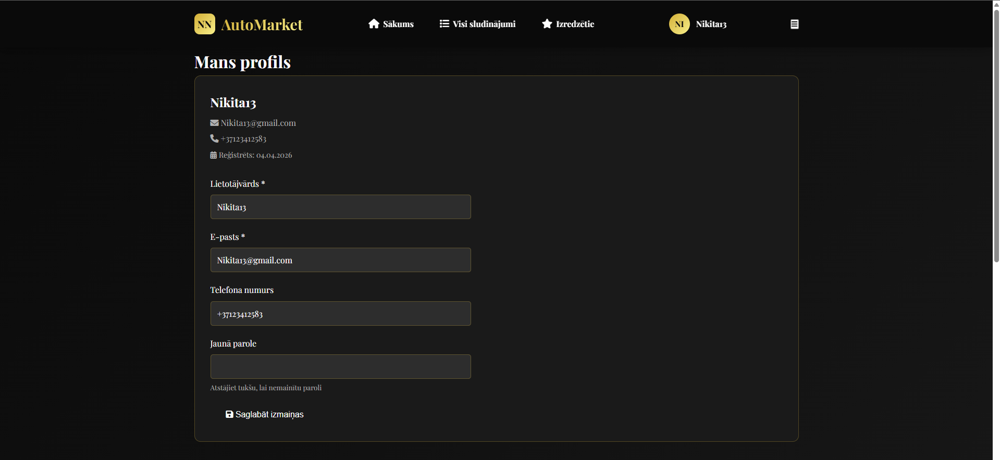 NN AutoMarket Sākums Visi sludinājumi Izredzētie NI Nikita13
Mans profils
Nikita13
Nikita13@gmail.com
+37123412583
Reģistrēts: 04.04.2026
Lietotājvārds *
Nikita13
E-pasts *
Nikita13@gmail.com
Telefona numurs
+37123412583
Jaunā parole
Atstājiet tukšu, lai nemainītu paroli
Saglabāt izmaiņas